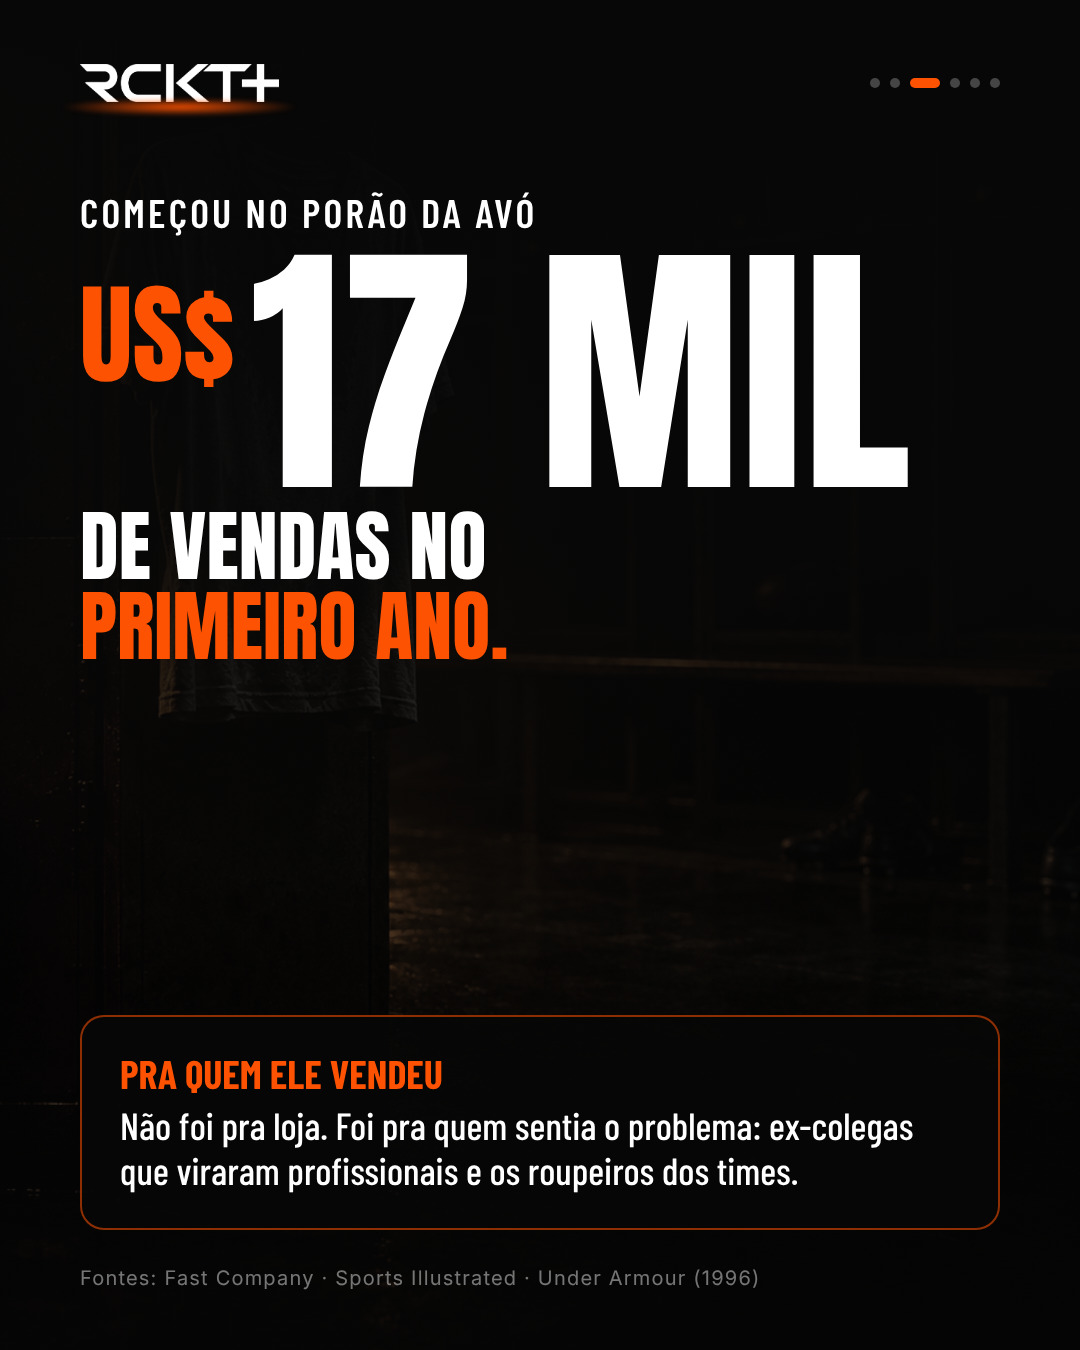 RCKT+
COMEÇOU NO PORÃO DA AVÓ
US$ 17 MIL
DE VENDAS NO
PRIMEIRO ANO.
PRA QUEM ELE VENDEU
Não foi pra loja. Foi pra quem sentia o problema: ex-colegas
que viraram profissionais e os roupeiros dos times.
Fontes: Fast Company · Sports Illustrated · Under Armour (1996)